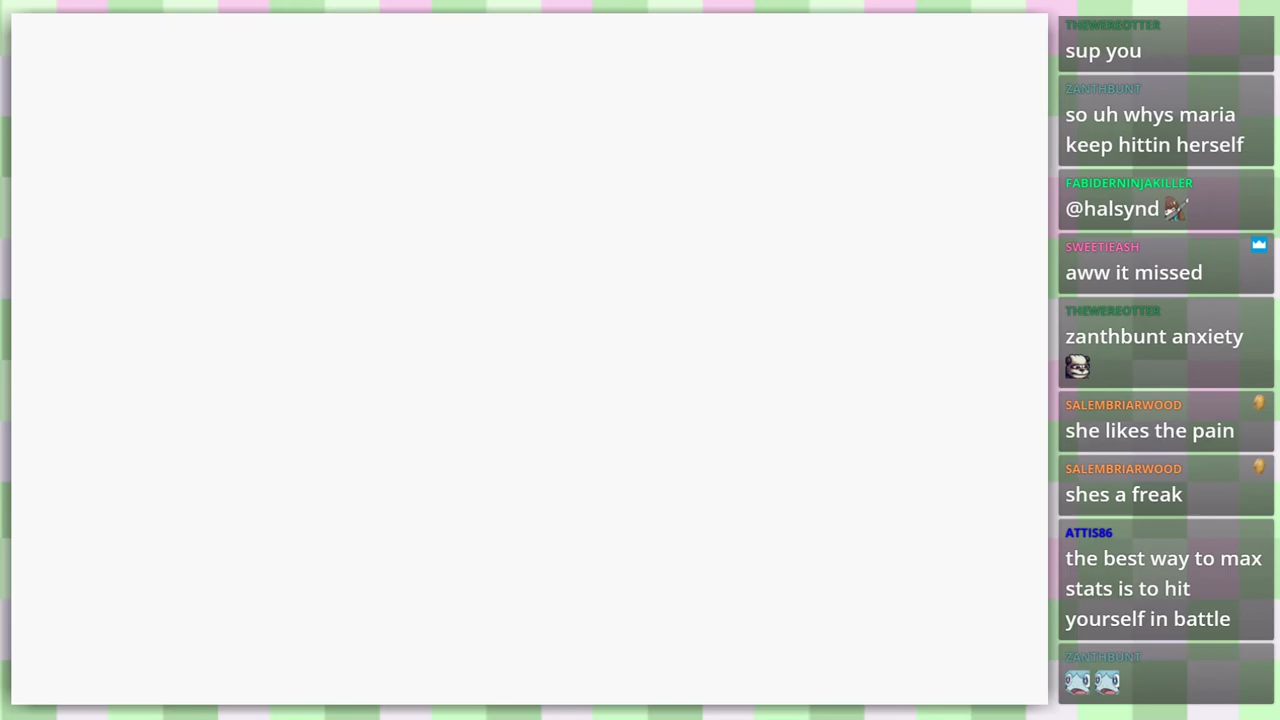 THEWEREOTTER
sup you
ZANTHBUNT
so uh whys maria
keep hittin herself
FABIDERNINJAKILLER
@halsynd
SWEETIEASH
aww it missed
THEWEREOTTER
zanthbunt anxiety
SALEMBRIARWOOD
she likes the pain
SALEMBRIARWOOD
shes a freak
ATTIS86
the best way to max
stats is to hit
yourself in battle
ZANTHBUNT